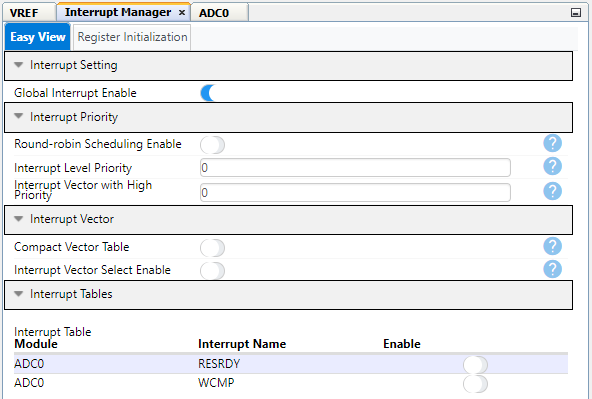 VREF Interrupt Manager × ADC0
Easy View Register Initialization
Interrupt Setting
Global Interrupt Enable
Interrupt Priority
Round-robin Scheduling Enable ?
Interrupt Level Priority 0 ?
Interrupt Vector with High
Priority 0 ?
Interrupt Vector
Compact Vector Table ?
Interrupt Vector Select Enable ?
Interrupt Tables
Interrupt Table
Module Interrupt Name Enable
ADC0 RESRDY
ADC0 WCMP